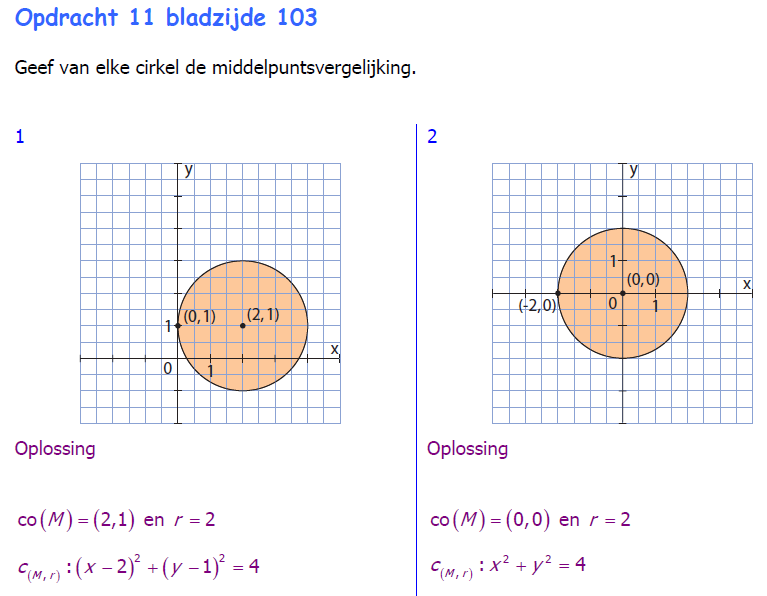 Opdracht 11 bladzijde 103
Geef van elke cirkel de middelpuntsvergelijking.
1
y
(0,1)
(2,1)
1
x
0
1
Oplossing
co(M) = (2,1) en r = 2
c(M, r) : (x − 2)² + (y − 1)² = 4
2
y
1
(0,0)
x
(-2,0)
0
1
Oplossing
co(M) = (0,0) en r = 2
c(M, r) : x² + y² = 4